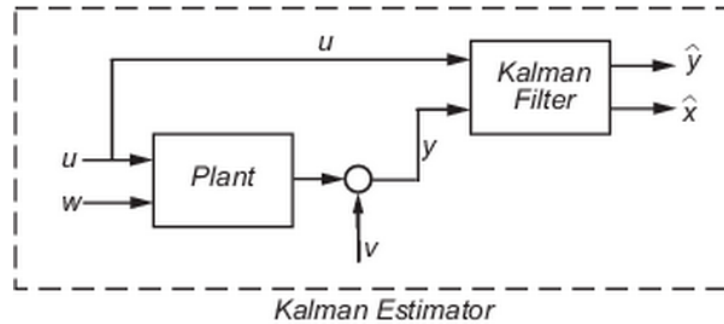 u
Kalman
Filter
ŷ
x̂
u
Plant
y
w
v
Kalman Estimator